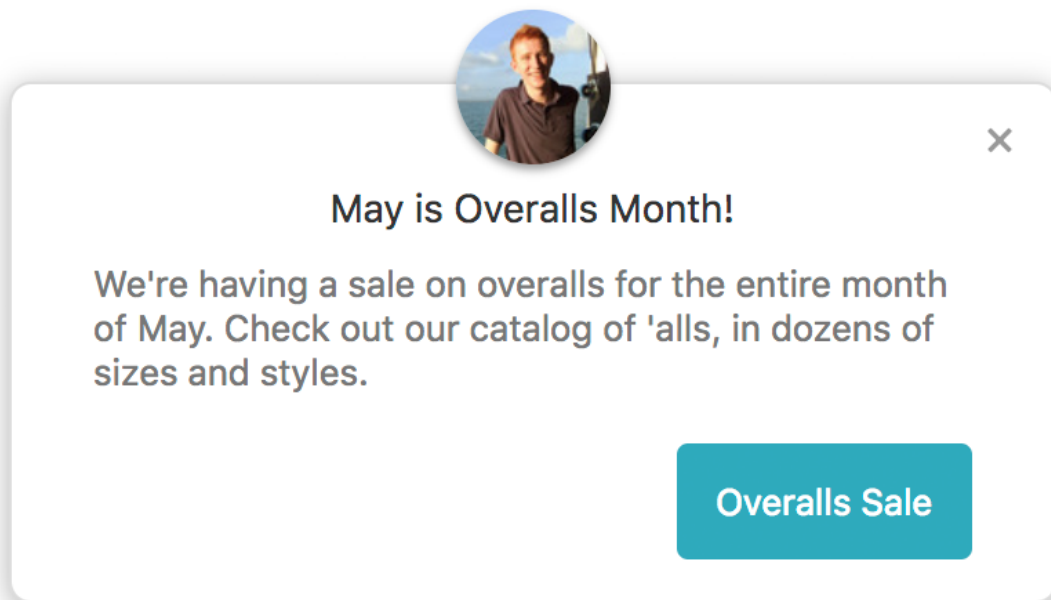 May is Overalls Month!
We're having a sale on overalls for the entire month
of May. Check out our catalog of 'alls, in dozens of
sizes and styles.
Overalls Sale